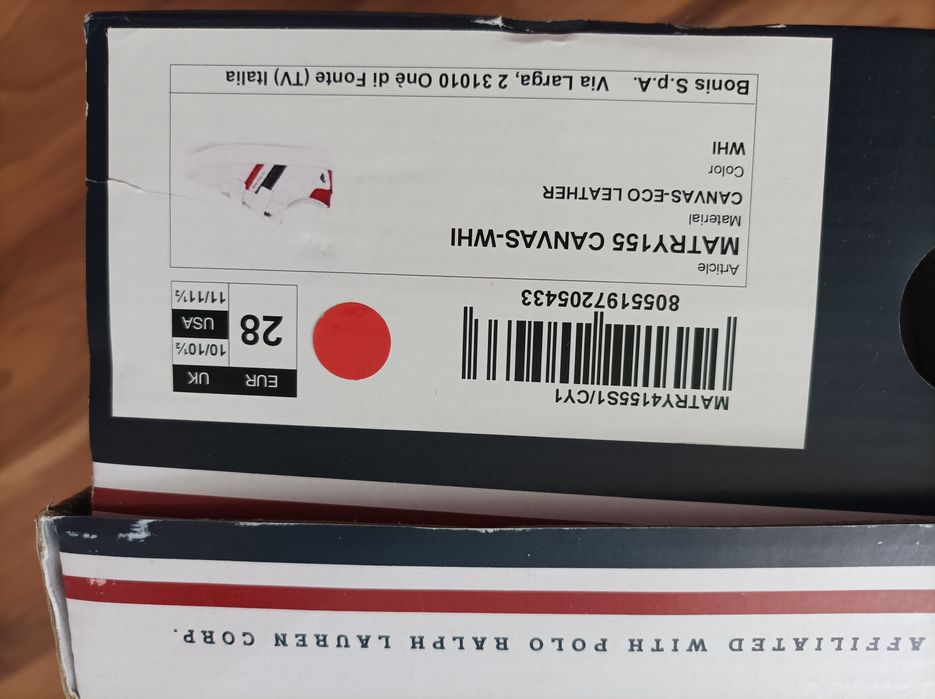 MATRY4155S1/CY1
8055197205433
EUR UK
28 10/10½
USA
11/11½
Article
MATRY155 CANVAS-WHI
Material
CANVAS-ECO LEATHER
Color
WHI
Bonis S.p.A. Via Larga, 2 31010 Onè di Fonte (TV) Italia
AFFILIATED WITH POLO RALPH LAUREN CORP.